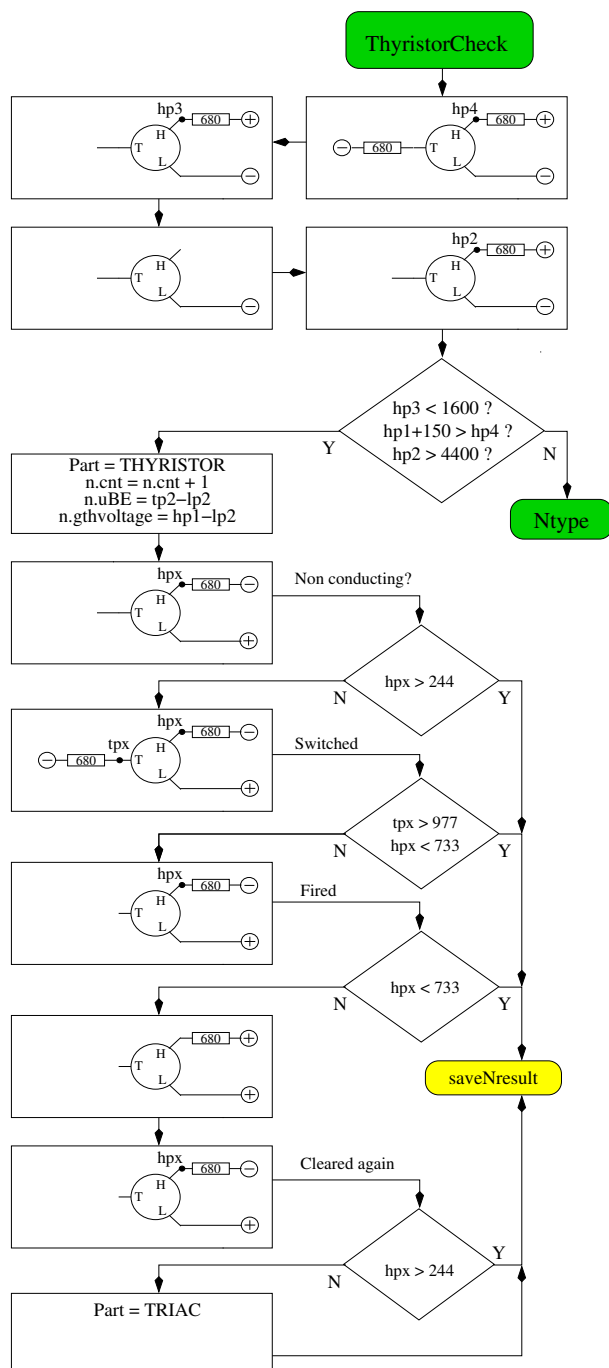 ThyristorCheck
hp3
H 680 +
T
L −
hp4
H 680 +
− 680 T
L −
H
T
L −
hp2
H 680 +
T
L −
hp3 < 1600 ?
hp1+150 > hp4 ?
hp2 > 4400 ?
Y
N
Part = THYRISTOR
n.cnt = n.cnt + 1
n.uBE = tp2−lp2
n.gthvoltage = hp1−lp2
Ntype
hpx
H 680 −
T
L +
Non conducting?
hpx > 244
N
Y
hpx
tpx
H 680 −
− 680 T
L +
Switched
tpx > 977
hpx < 733
N
Y
hpx
H 680 −
T
L +
Fired
hpx < 733
N
Y
H 680 +
T
L +
saveNresult
hpx
H 680 −
T
L +
Cleared again
hpx > 244
N
Y
Part = TRIAC